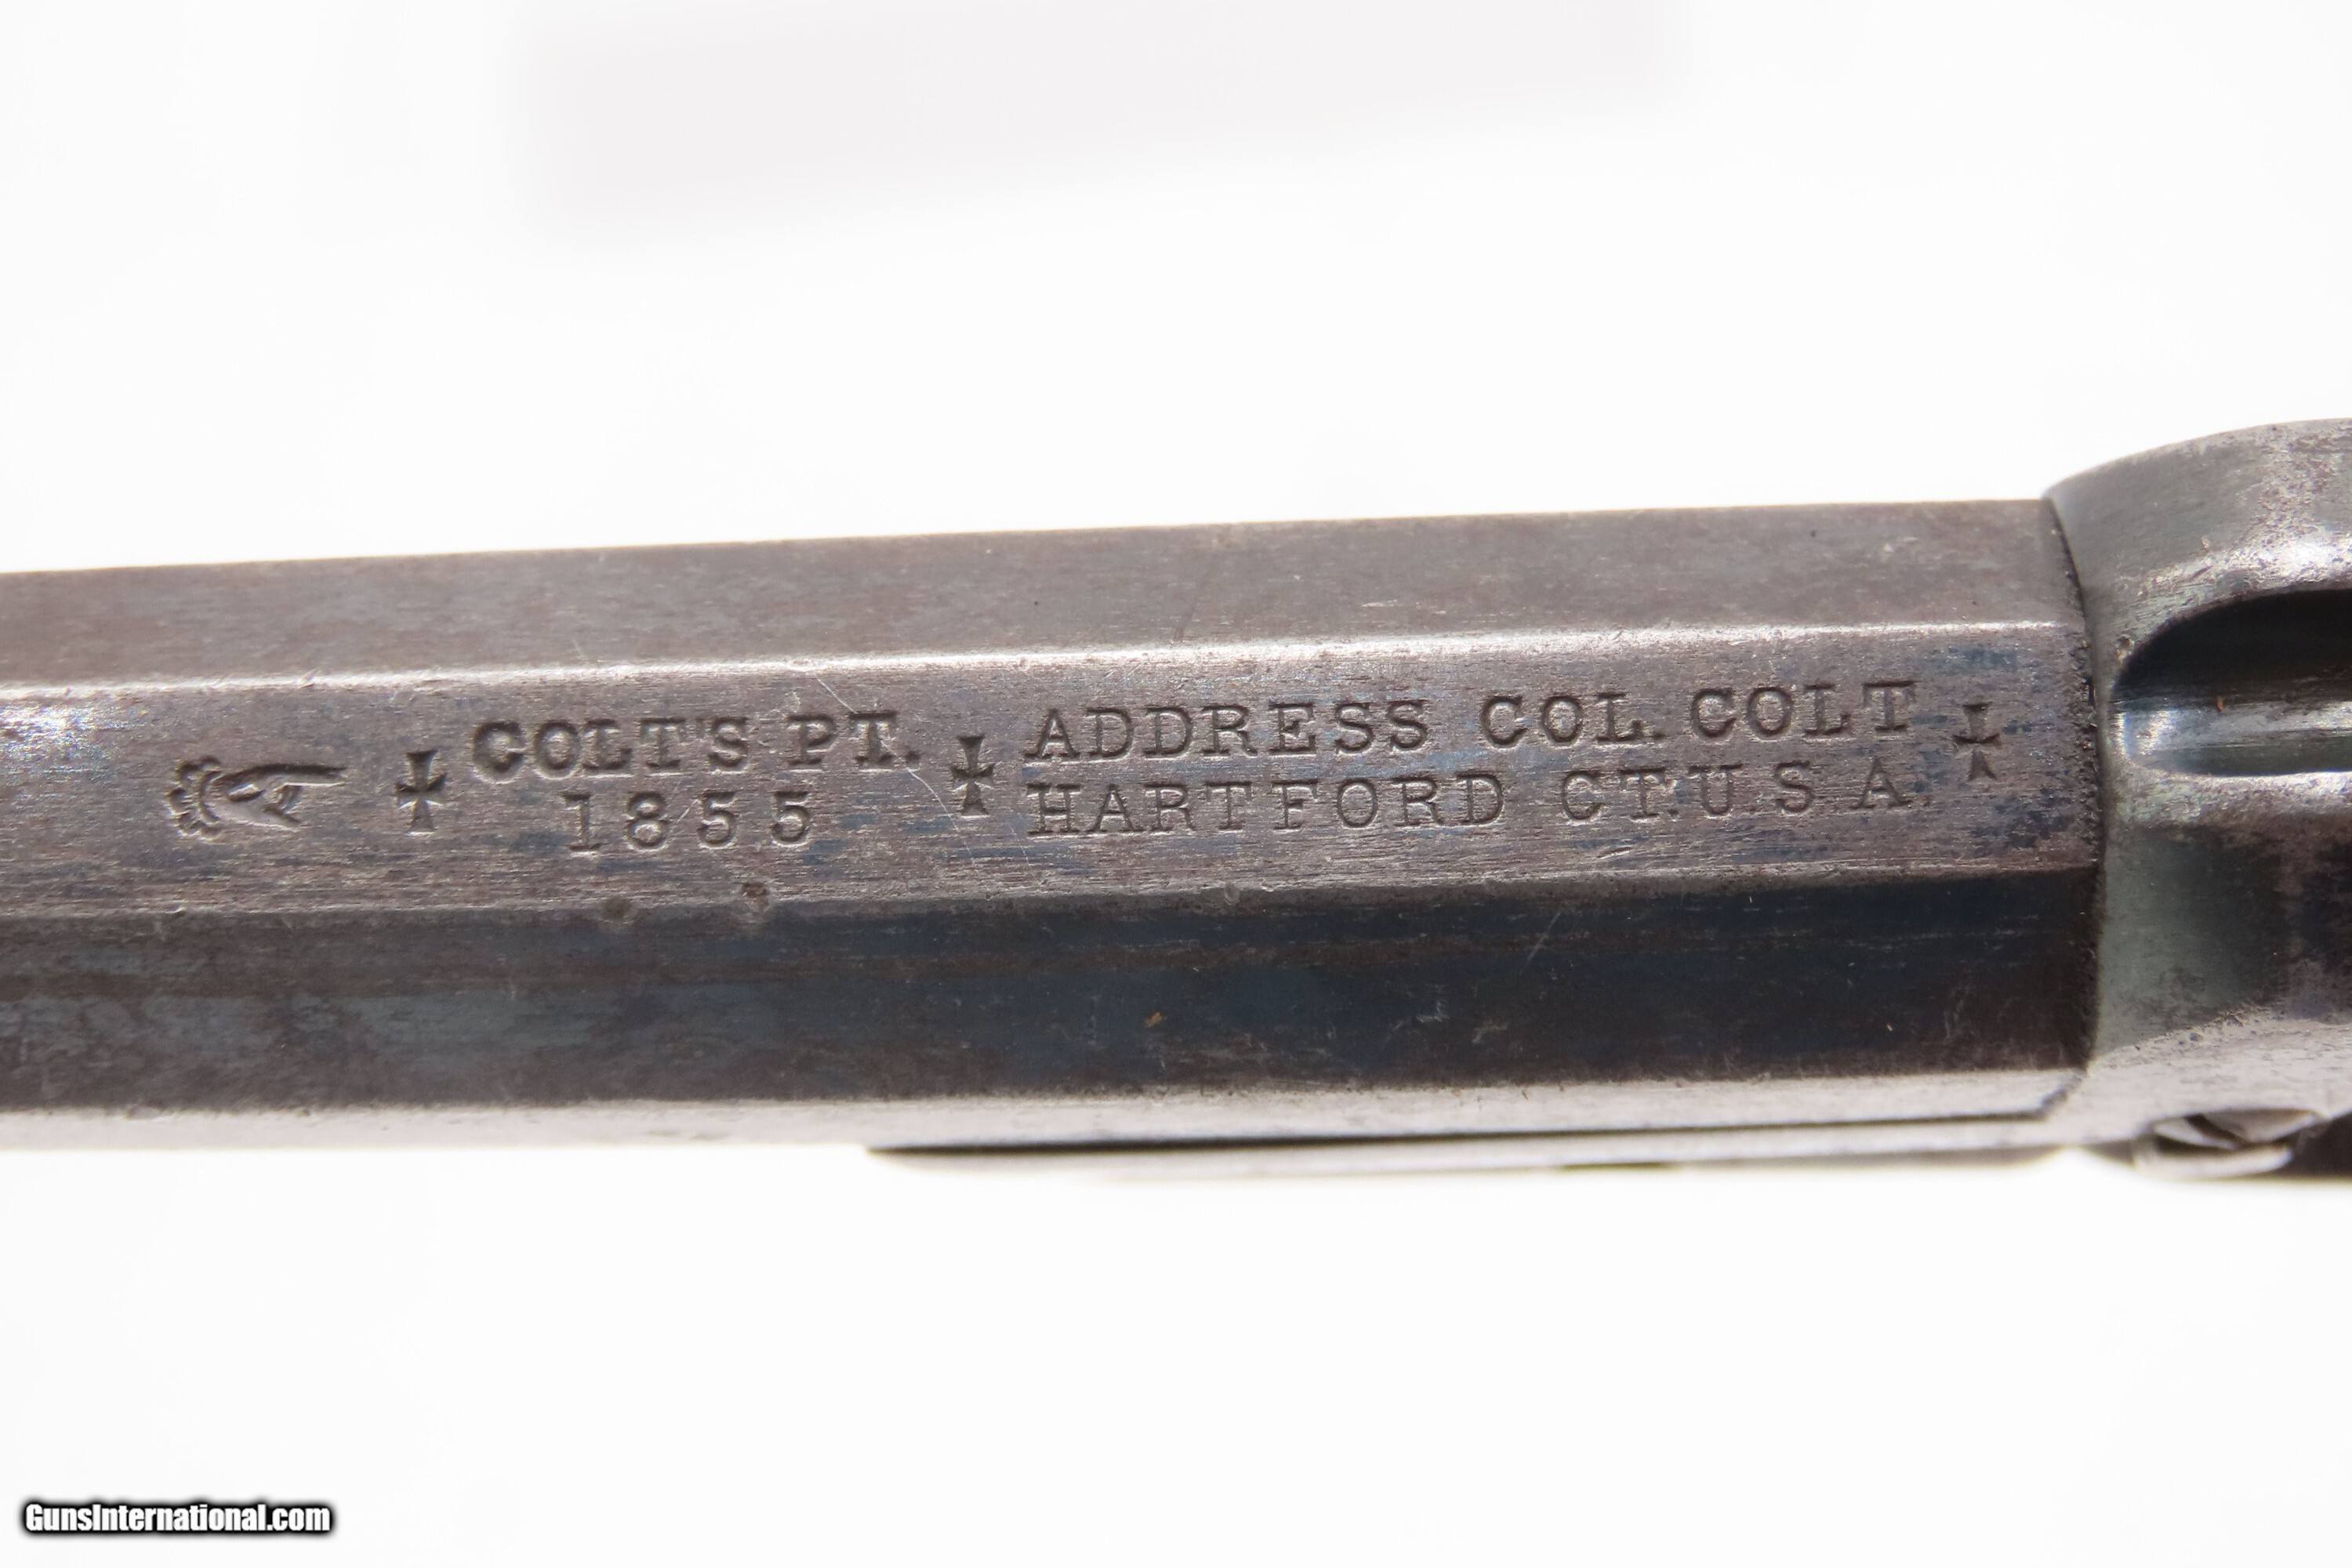 COLT'S PT.
1855
ADDRESS COL. COLT
HARTFORD CT. U.S.A.
GunsInternational.com